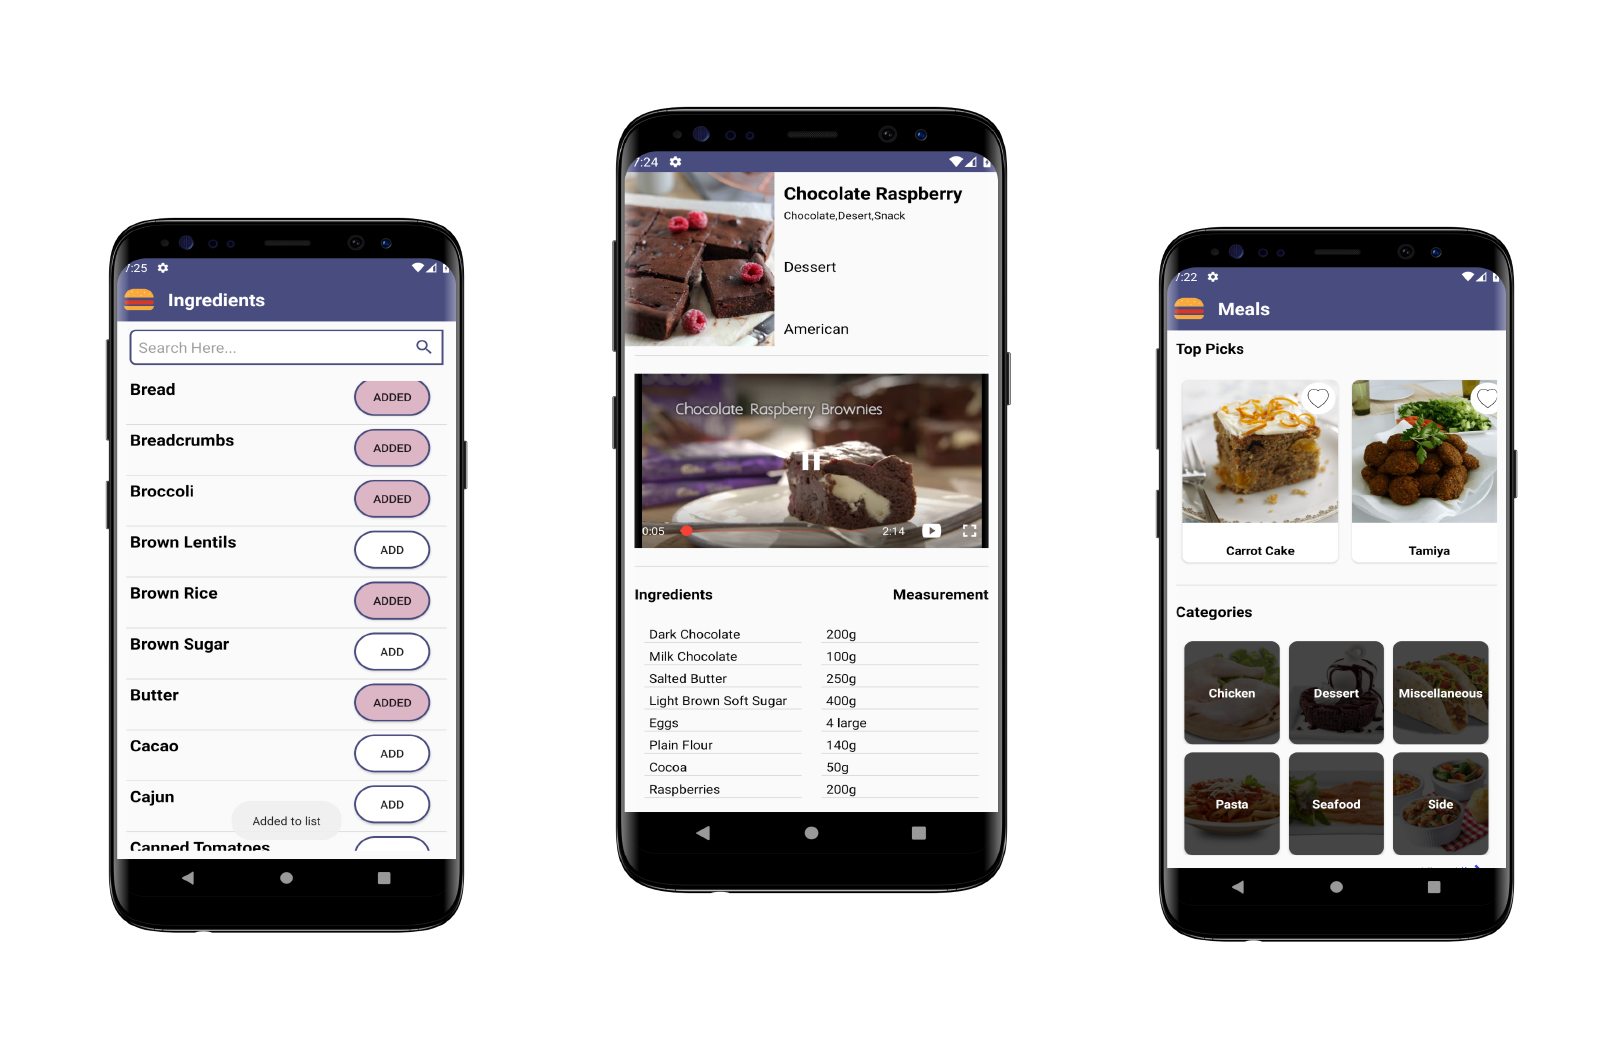 7:25
Ingredients
Search Here...
Bread ADDED
Breadcrumbs ADDED
Broccoli ADDED
Brown Lentils ADD
Brown Rice ADDED
Brown Sugar ADD
Butter ADDED
Cacao ADD
Cajun ADD
Added to list
Canned Tomatoes
7:24
Chocolate Raspberry
Chocolate,Desert,Snack
Dessert
American
Chocolate Raspberry Brownies
0:05 2:14
Ingredients Measurement
Dark Chocolate 200g
Milk Chocolate 100g
Salted Butter 250g
Light Brown Soft Sugar 400g
Eggs 4 large
Plain Flour 140g
Cocoa 50g
Raspberries 200g
7:22
Meals
Top Picks
Carrot Cake Tamiya
Categories
Chicken Dessert Miscellaneous
Pasta Seafood Side